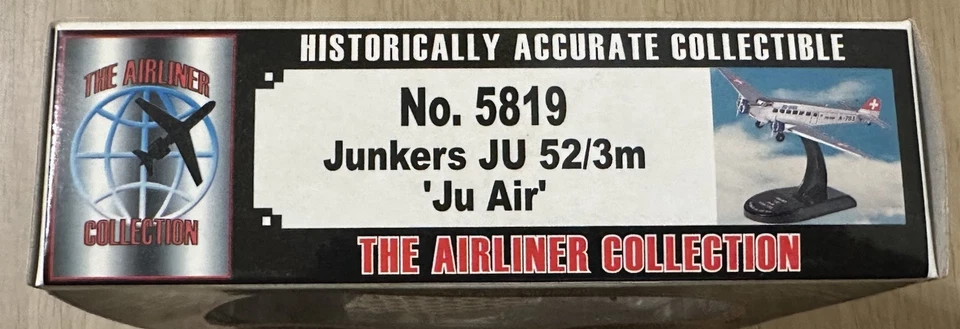 HISTORICALLY ACCURATE COLLECTIBLE
THE AIRLINER
COLLECTION
No. 5819
Junkers JU 52/3m
'Ju Air'
THE AIRLINER COLLECTION